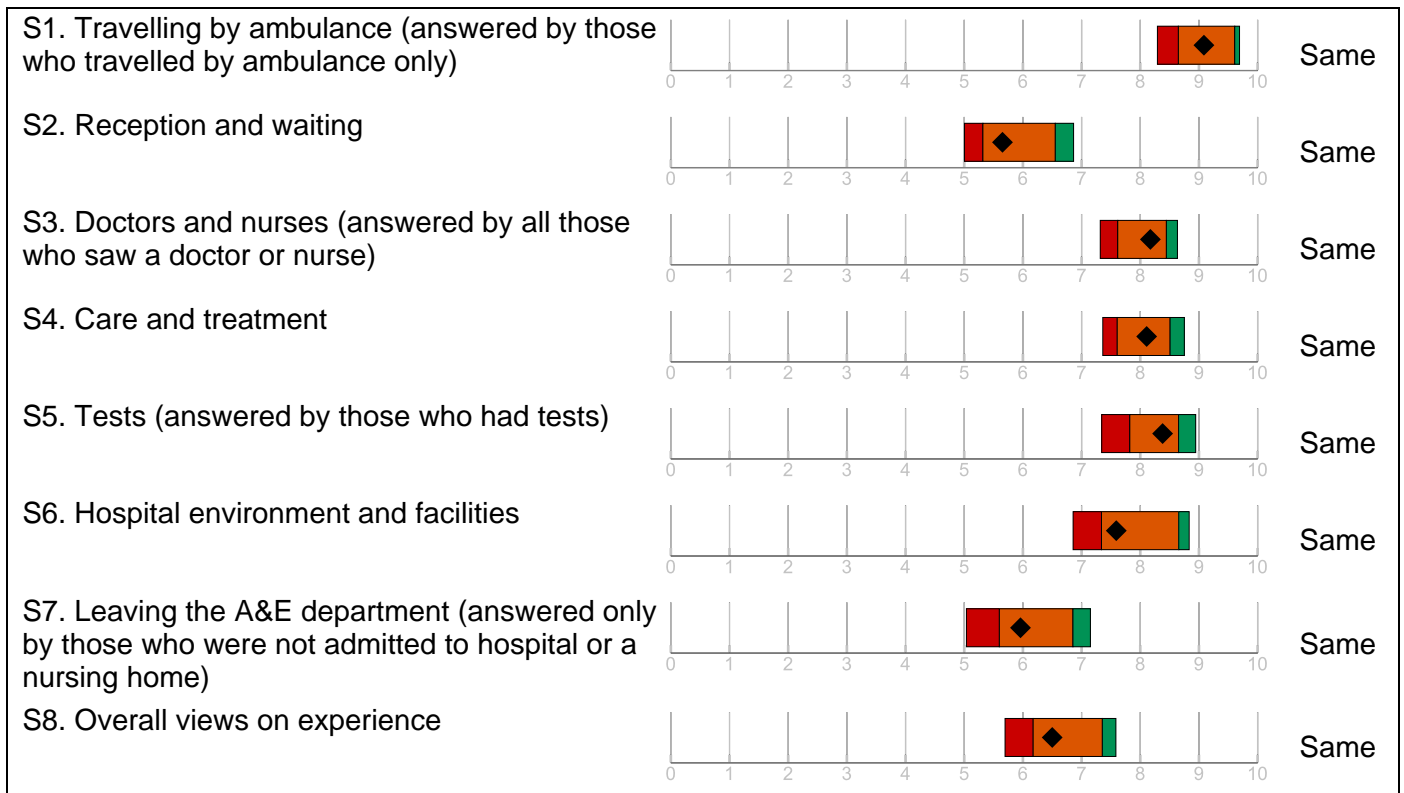 S1. Travelling by ambulance (answered by those
who travelled by ambulance only)
Same
0 1 2 3 4 5 6 7 8 9 10
S2. Reception and waiting
Same
0 1 2 3 4 5 6 7 8 9 10
S3. Doctors and nurses (answered by all those
who saw a doctor or nurse)
Same
0 1 2 3 4 5 6 7 8 9 10
S4. Care and treatment
Same
0 1 2 3 4 5 6 7 8 9 10
S5. Tests (answered by those who had tests)
Same
0 1 2 3 4 5 6 7 8 9 10
S6. Hospital environment and facilities
Same
0 1 2 3 4 5 6 7 8 9 10
S7. Leaving the A&E department (answered only
by those who were not admitted to hospital or a
nursing home)
Same
0 1 2 3 4 5 6 7 8 9 10
S8. Overall views on experience
Same
0 1 2 3 4 5 6 7 8 9 10